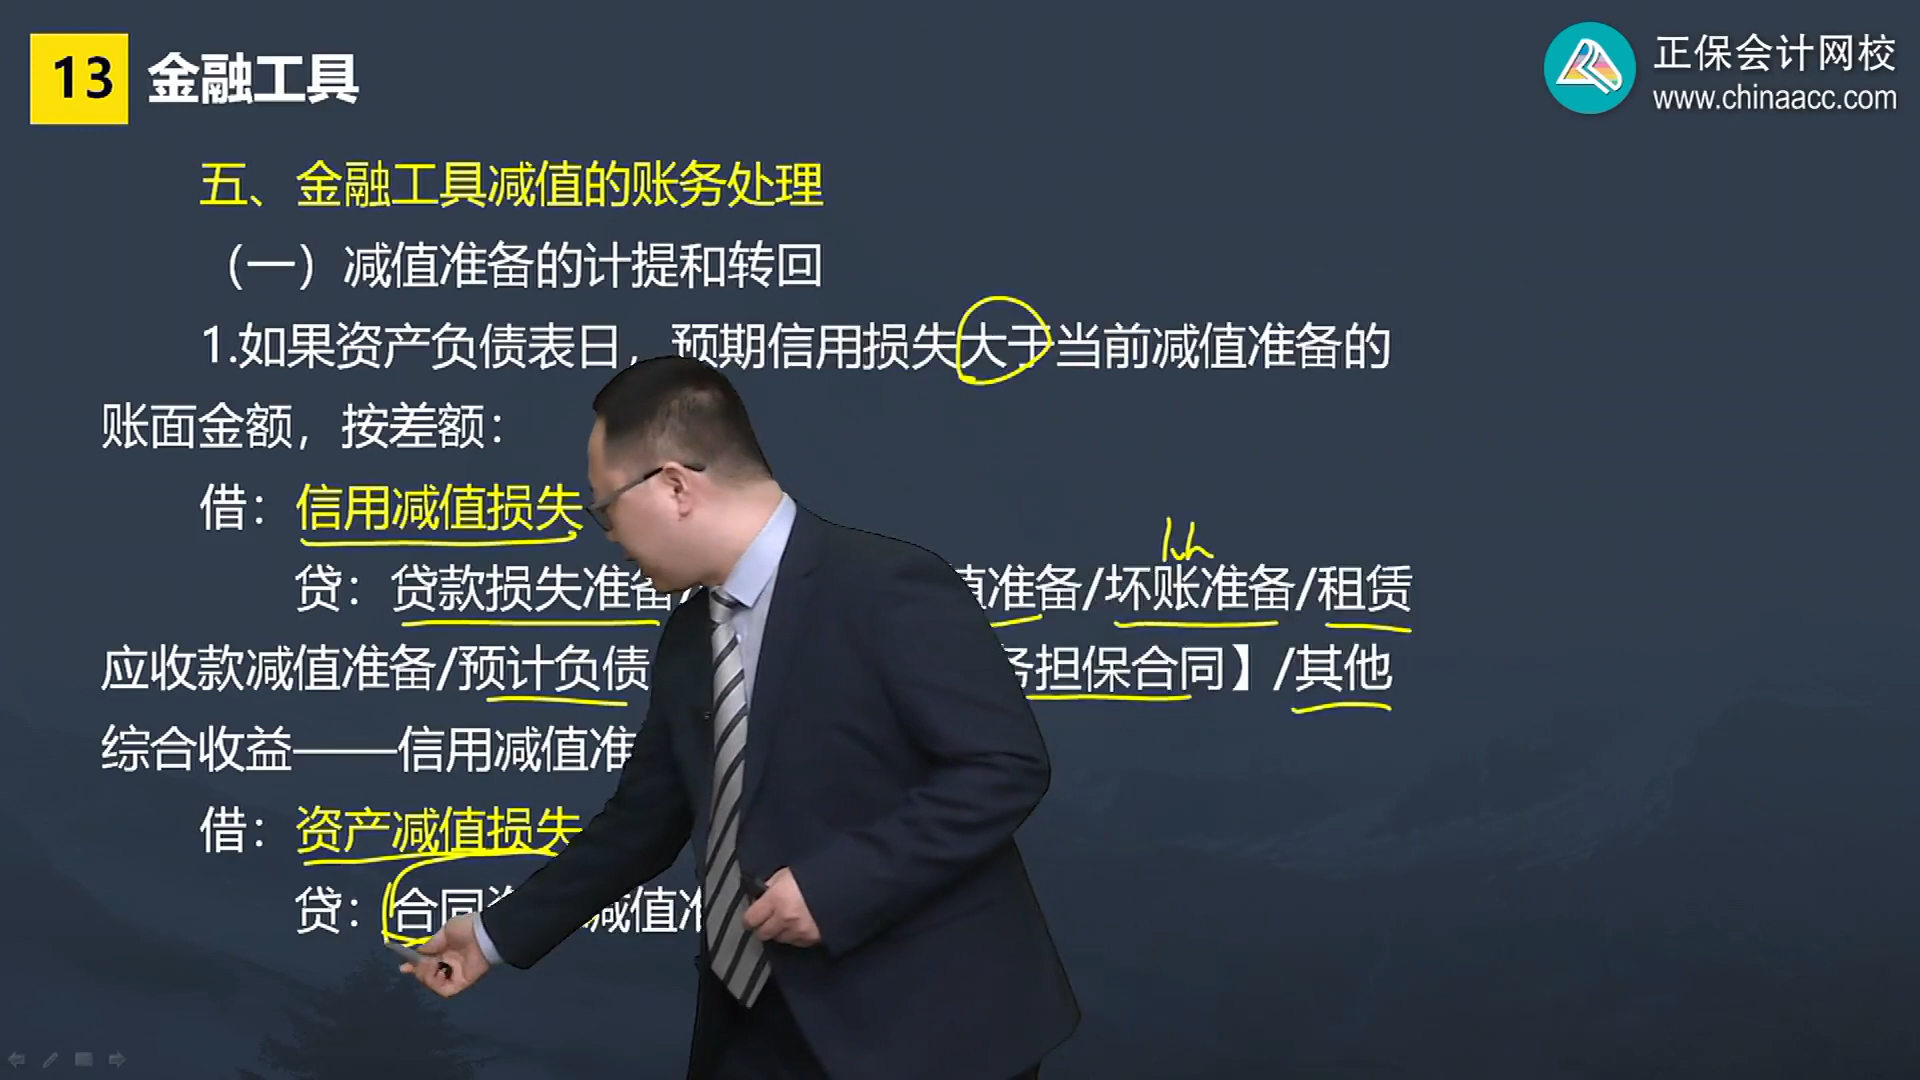 13 金融工具
正保会计网校
www.chinaacc.com
五、金融工具减值的账务处理
（一）减值准备的计提和转回
1.如果资产负债表日，预期信用损失大于当前减值准备的
账面金额，按差额：
借：信用减值损失
贷：贷款损失准备/ 值准备/坏账准备/租赁
应收款减值准备/预计负债 务担保合同】/其他
综合收益——信用减值准
借：资产减值损失
贷：合同 减值准